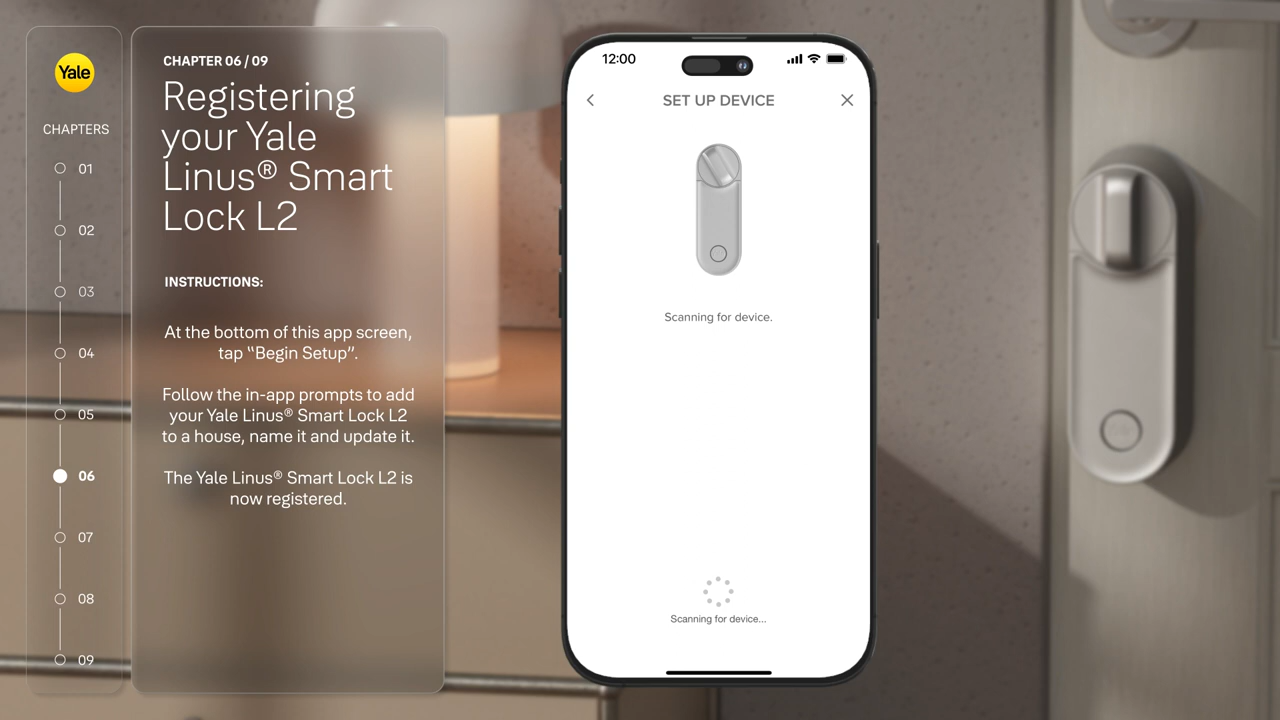 Yale
CHAPTERS
01
02
03
04
05
06
07
08
09
CHAPTER 06 / 09
Registering
your Yale
Linus® Smart
Lock L2
INSTRUCTIONS:
At the bottom of this app screen,
tap “Begin Setup”.
Follow the in-app prompts to add
your Yale Linus® Smart Lock L2
to a house, name it and update it.
The Yale Linus® Smart Lock L2 is
now registered.
12:00
SET UP DEVICE
Scanning for device.
Scanning for device...